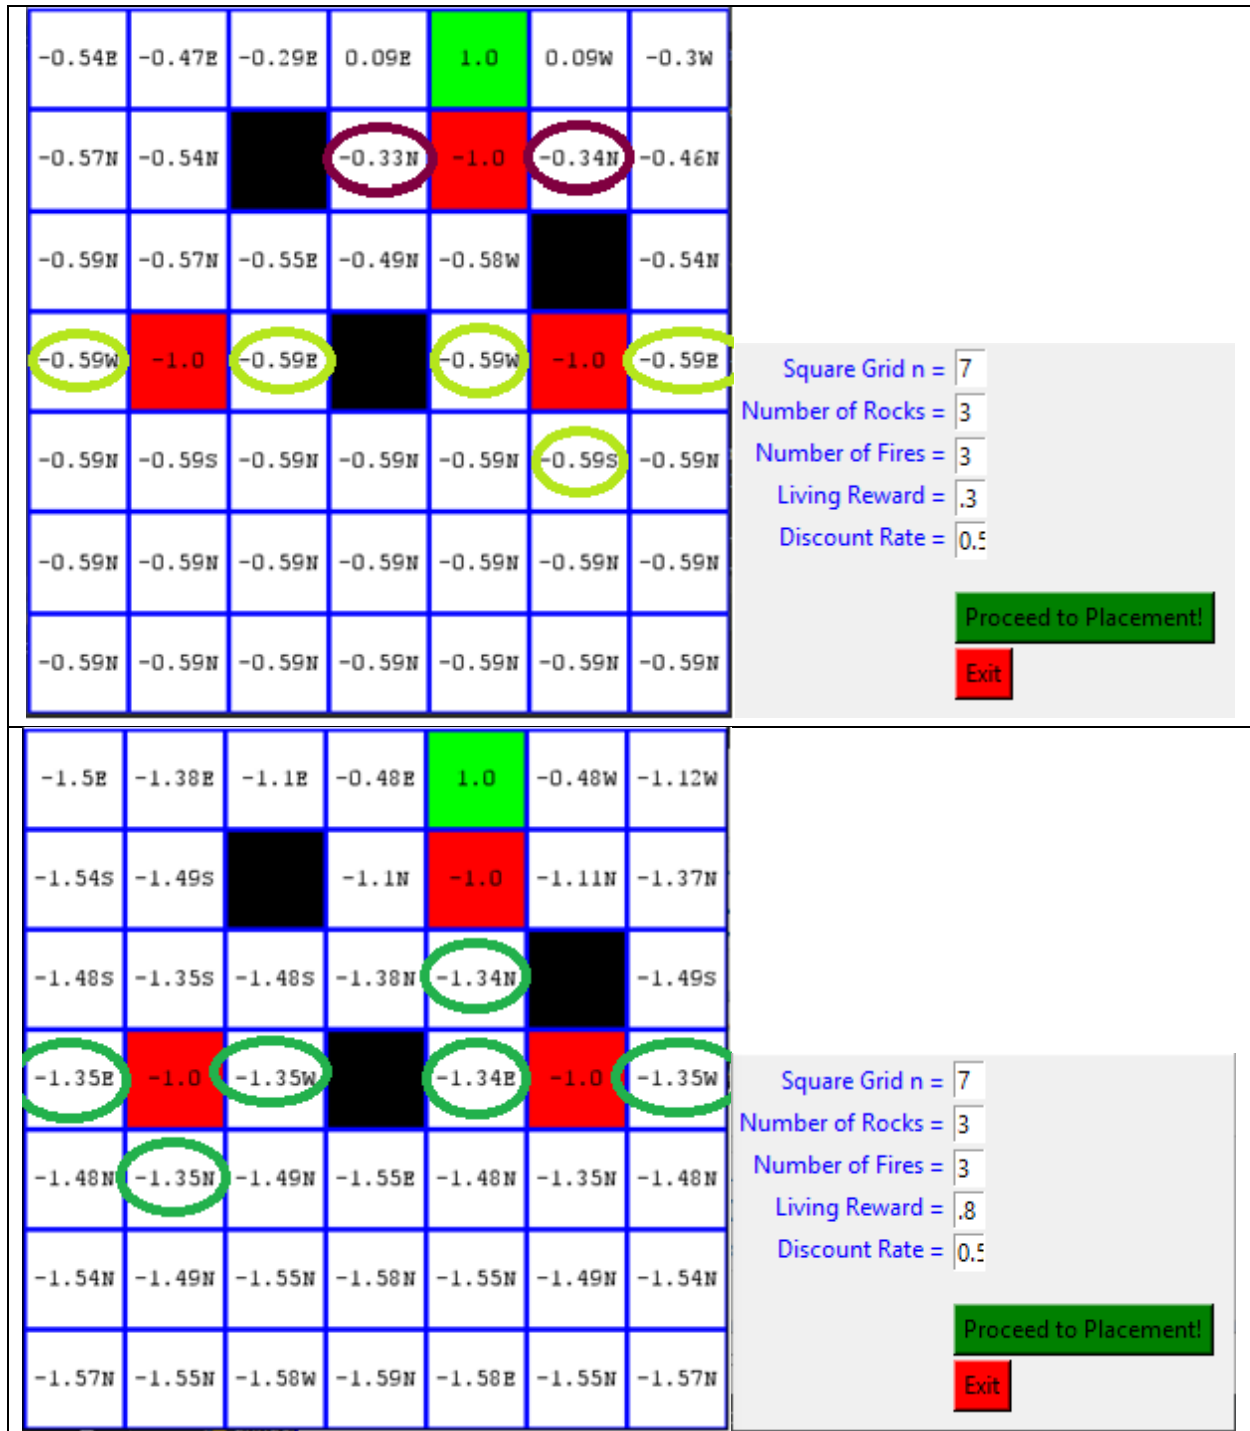 -0.54E -0.47E -0.29E 0.09E 1.0 0.09W -0.3W
-0.57N -0.54N -0.33N -1.0 -0.34N -0.46N
-0.59N -0.57N -0.55E -0.49N -0.58W -0.54N
-0.59W -1.0 -0.59E -0.59W -1.0 -0.59E
-0.59N -0.59S -0.59N -0.59N -0.59N -0.59S -0.59N
-0.59N -0.59N -0.59N -0.59N -0.59N -0.59N -0.59N
-0.59N -0.59N -0.59N -0.59N -0.59N -0.59N -0.59N
Square Grid n = 7
Number of Rocks = 3
Number of Fires = 3
Living Reward = .3
Discount Rate = 0.5
Proceed to Placement!
Exit
-1.5E -1.38E -1.1E -0.48E 1.0 -0.48W -1.12W
-1.54S -1.49S -1.1N -1.0 -1.11N -1.37N
-1.48S -1.35S -1.48S -1.38N -1.34N -1.49S
-1.35E -1.0 -1.35W -1.34E -1.0 -1.35W
-1.48N -1.35N -1.49N -1.55E -1.48N -1.35N -1.48N
-1.54N -1.49N -1.55N -1.58N -1.55N -1.49N -1.54N
-1.57N -1.55N -1.58W -1.59N -1.58E -1.55N -1.57N
Square Grid n = 7
Number of Rocks = 3
Number of Fires = 3
Living Reward = .8
Discount Rate = 0.5
Proceed to Placement!
Exit